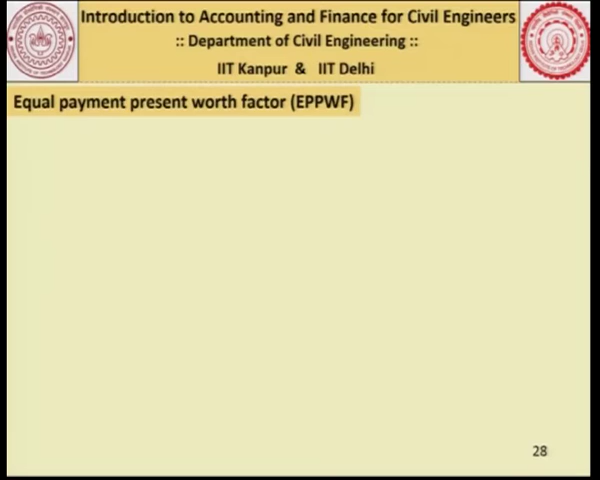 Introduction to Accounting and Finance for Civil Engineers
:: Department of Civil Engineering ::
IIT Kanpur & IIT Delhi
Equal payment present worth factor (EPPWF)
28